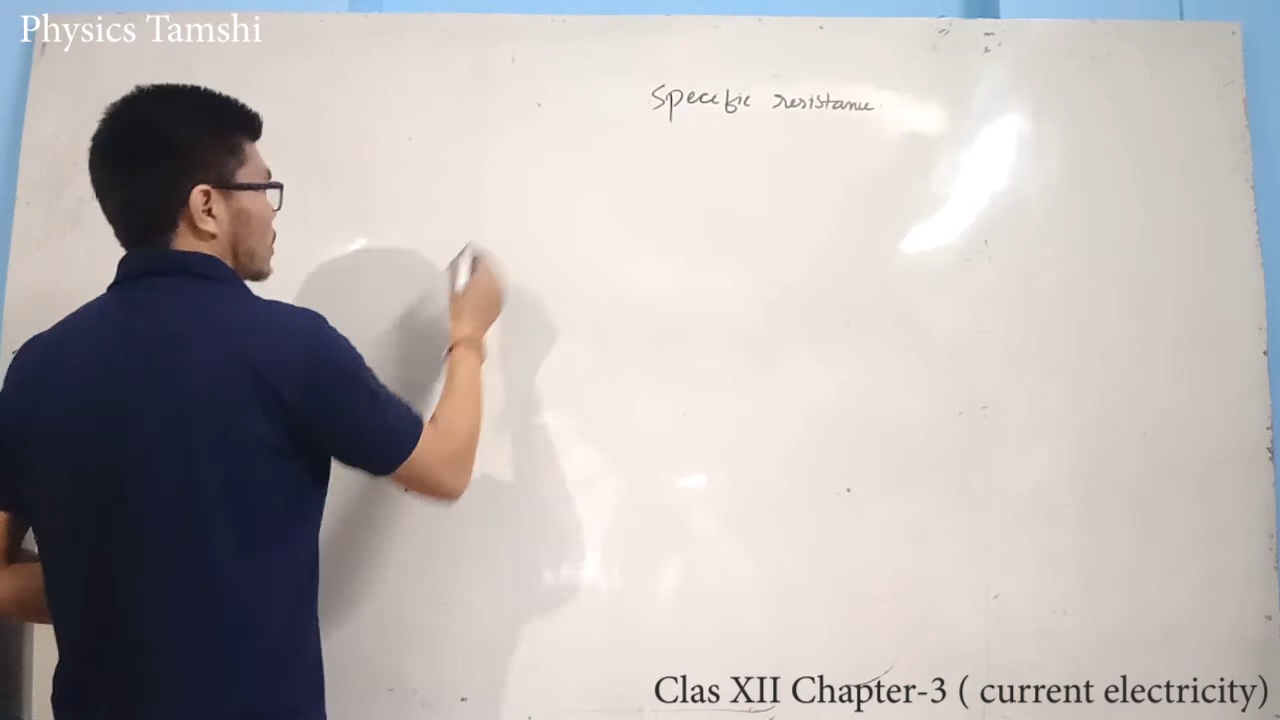 Physics Tamshi
Specific resistance
Clas XII Chapter-3 ( current electricity)